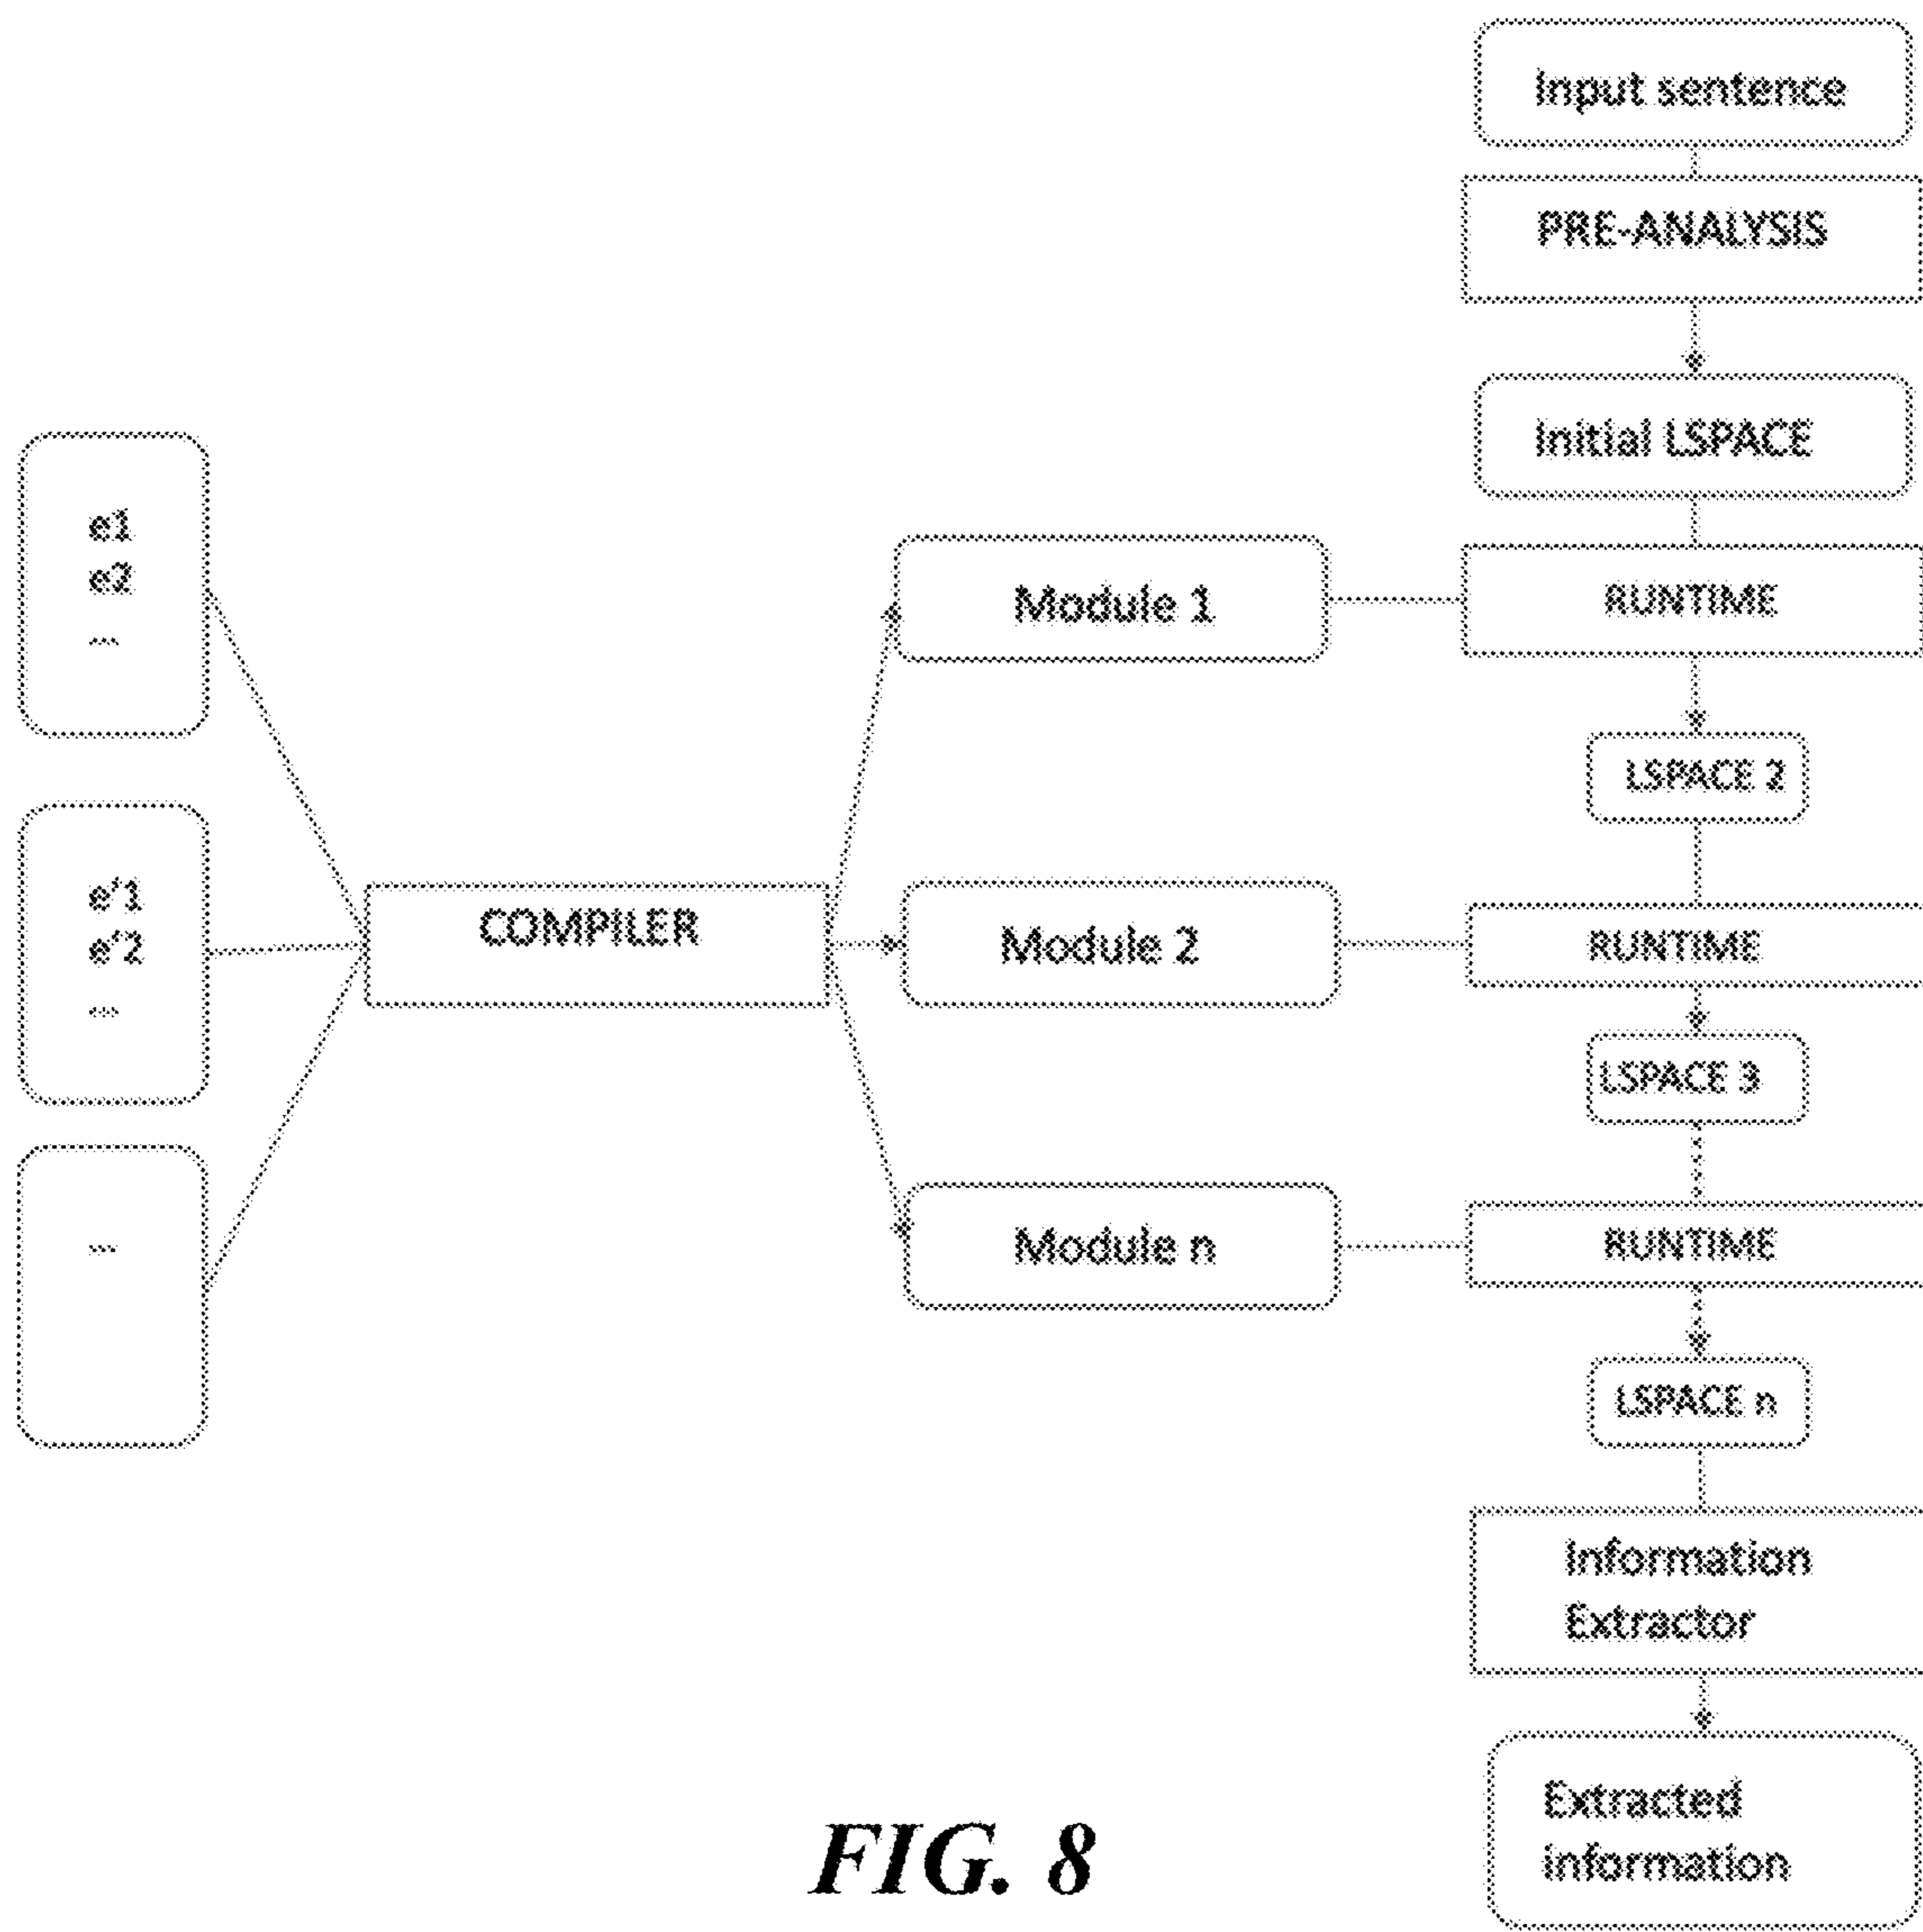 Input sentence
PRE-ANALYSIS
Initial LSPACE
e1
e2
...
Module 1
RUNTIME
LSPACE 2
e'1
e'2
...
COMPILER
Module 2
RUNTIME
LSPACE 3
...
Module n
RUNTIME
LSPACE n
Information
Extractor
Extracted
information
FIG. 8